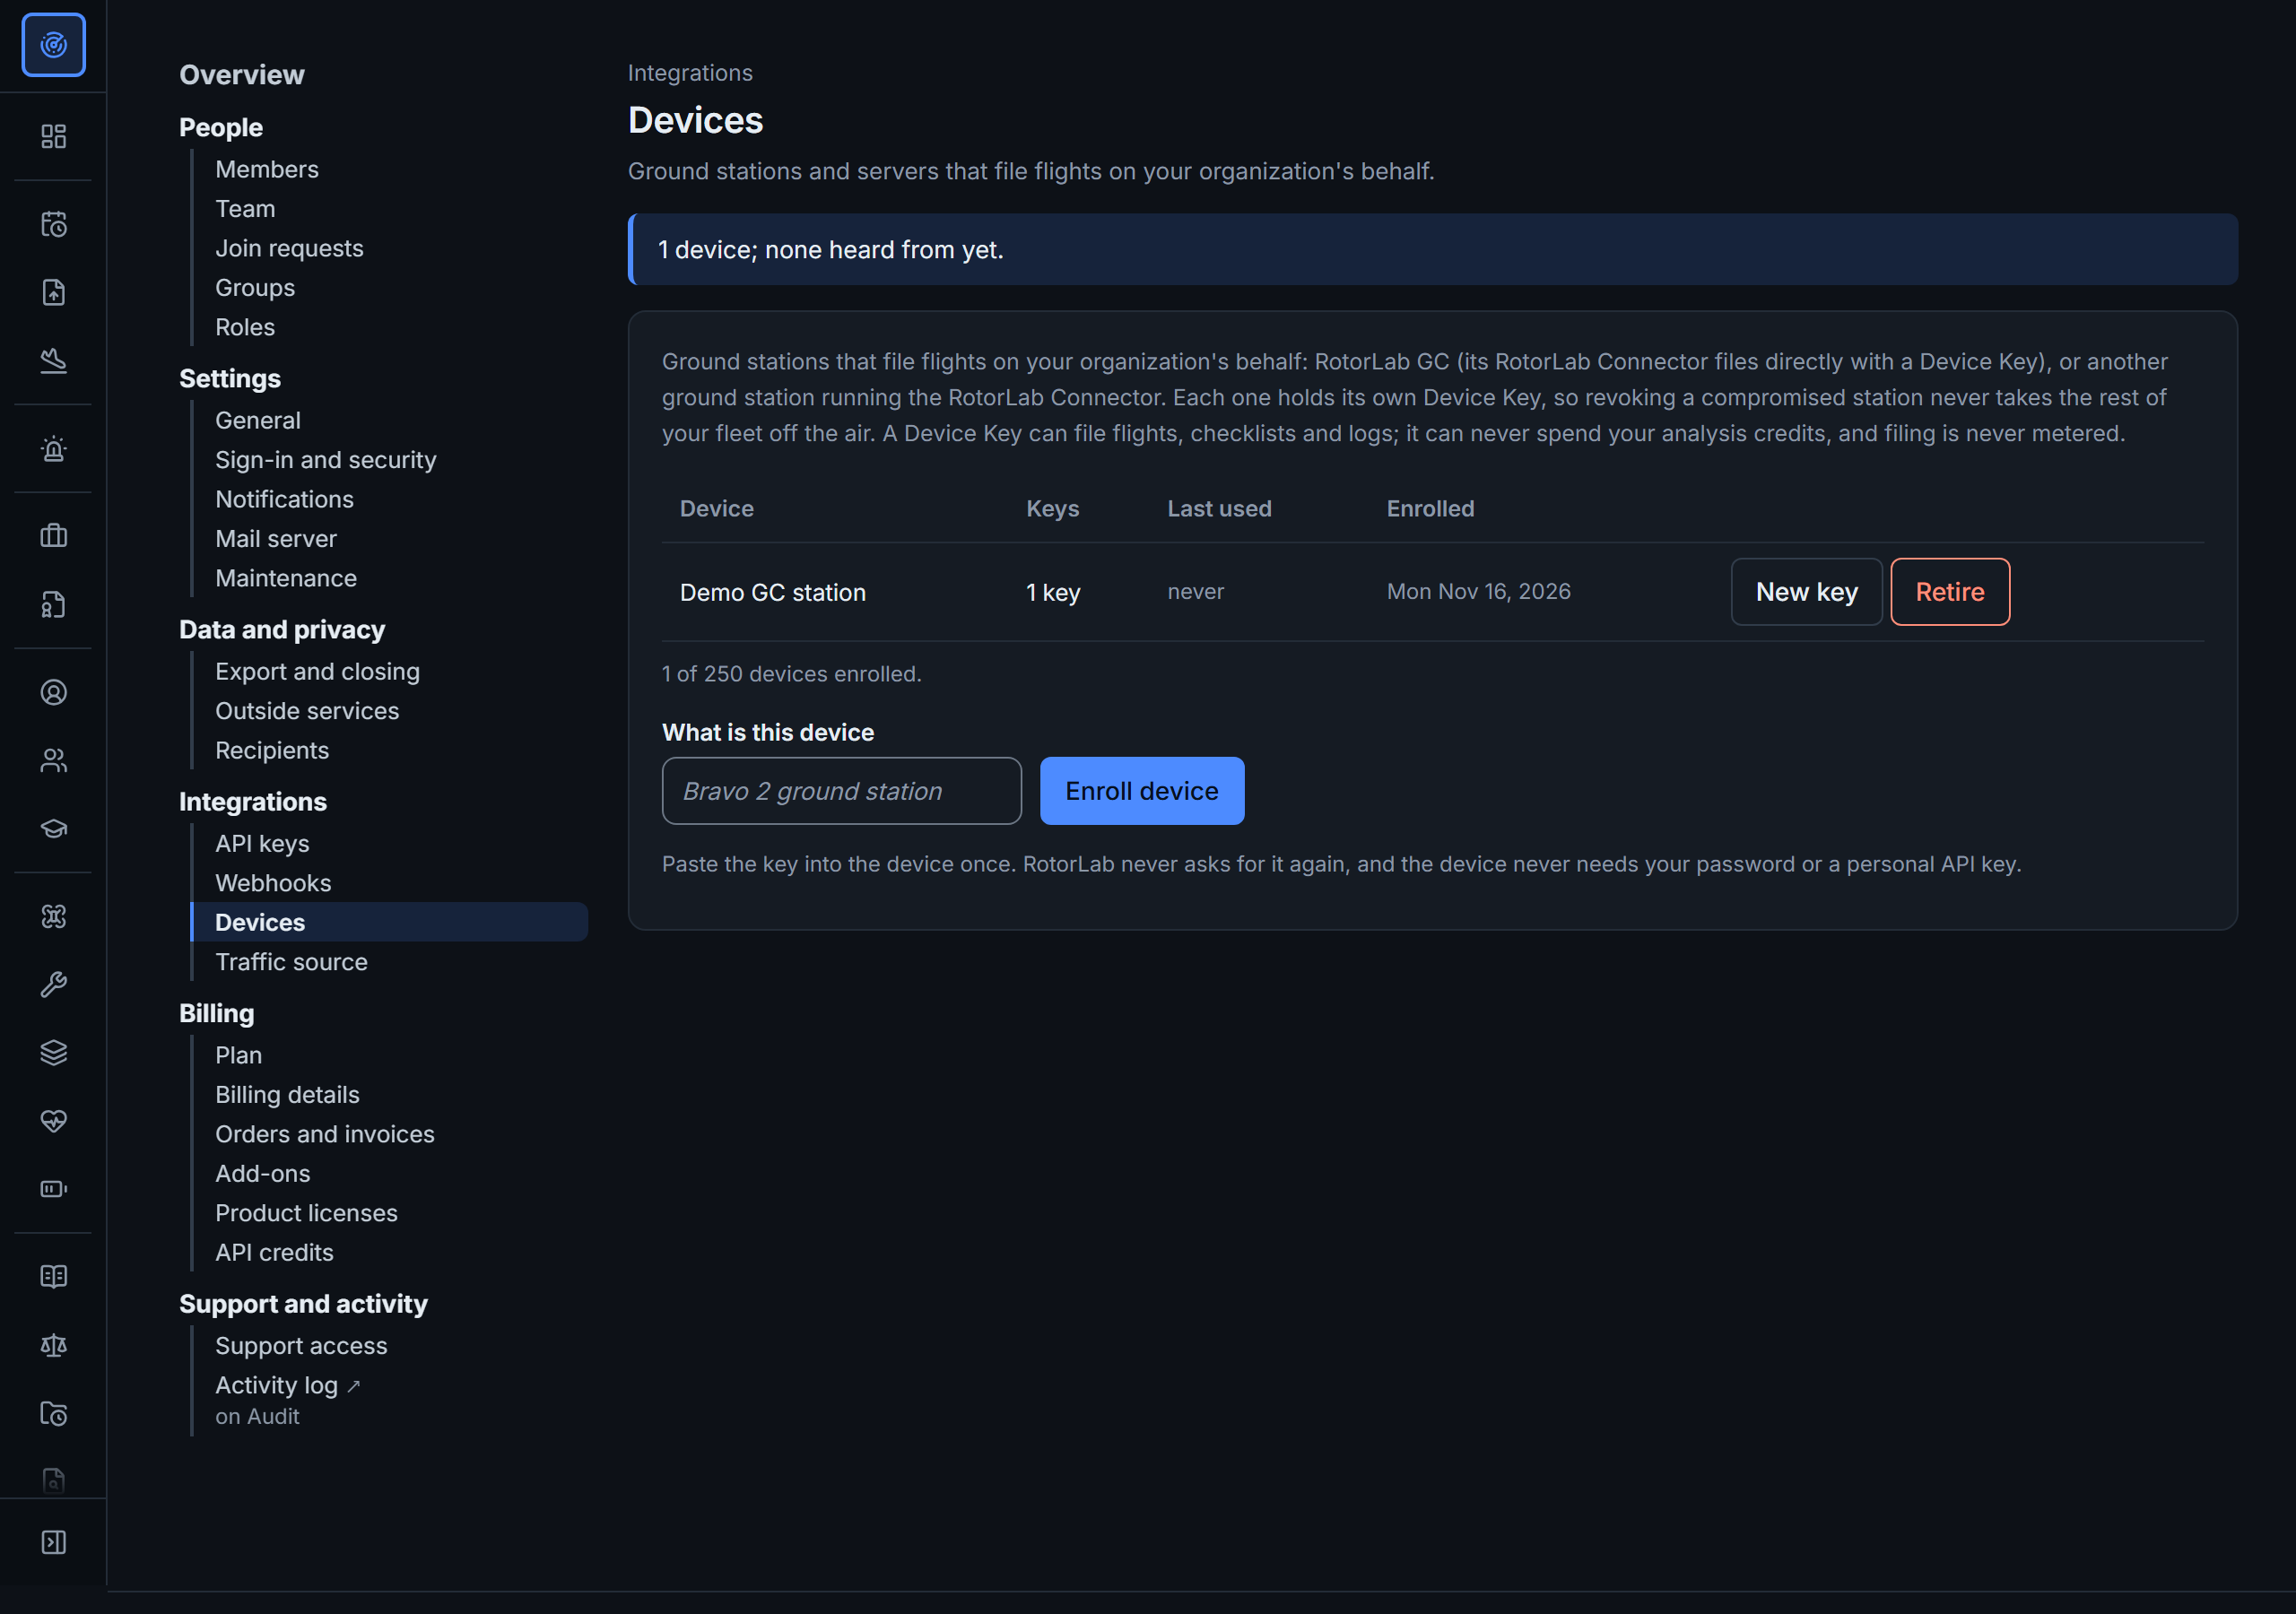 Overview
People
Members
Team
Join requests
Groups
Roles
Settings
General
Sign-in and security
Notifications
Mail server
Maintenance
Data and privacy
Export and closing
Outside services
Recipients
Integrations
API keys
Webhooks
Devices
Traffic source
Billing
Plan
Billing details
Orders and invoices
Add-ons
Product licenses
API credits
Support and activity
Support access
Activity log ↗
on Audit
Integrations
Devices
Ground stations and servers that file flights on your organization's behalf.
1 device; none heard from yet.
Ground stations that file flights on your organization's behalf: RotorLab GC (its RotorLab Connector files directly with a Device Key), or another
ground station running the RotorLab Connector. Each one holds its own Device Key, so revoking a compromised station never takes the rest of
your fleet off the air. A Device Key can file flights, checklists and logs; it can never spend your analysis credits, and filing is never metered.
Device Keys Last used Enrolled
Demo GC station 1 key never Mon Nov 16, 2026 New key Retire
1 of 250 devices enrolled.
What is this device
Bravo 2 ground station Enroll device
Paste the key into the device once. RotorLab never asks for it again, and the device never needs your password or a personal API key.